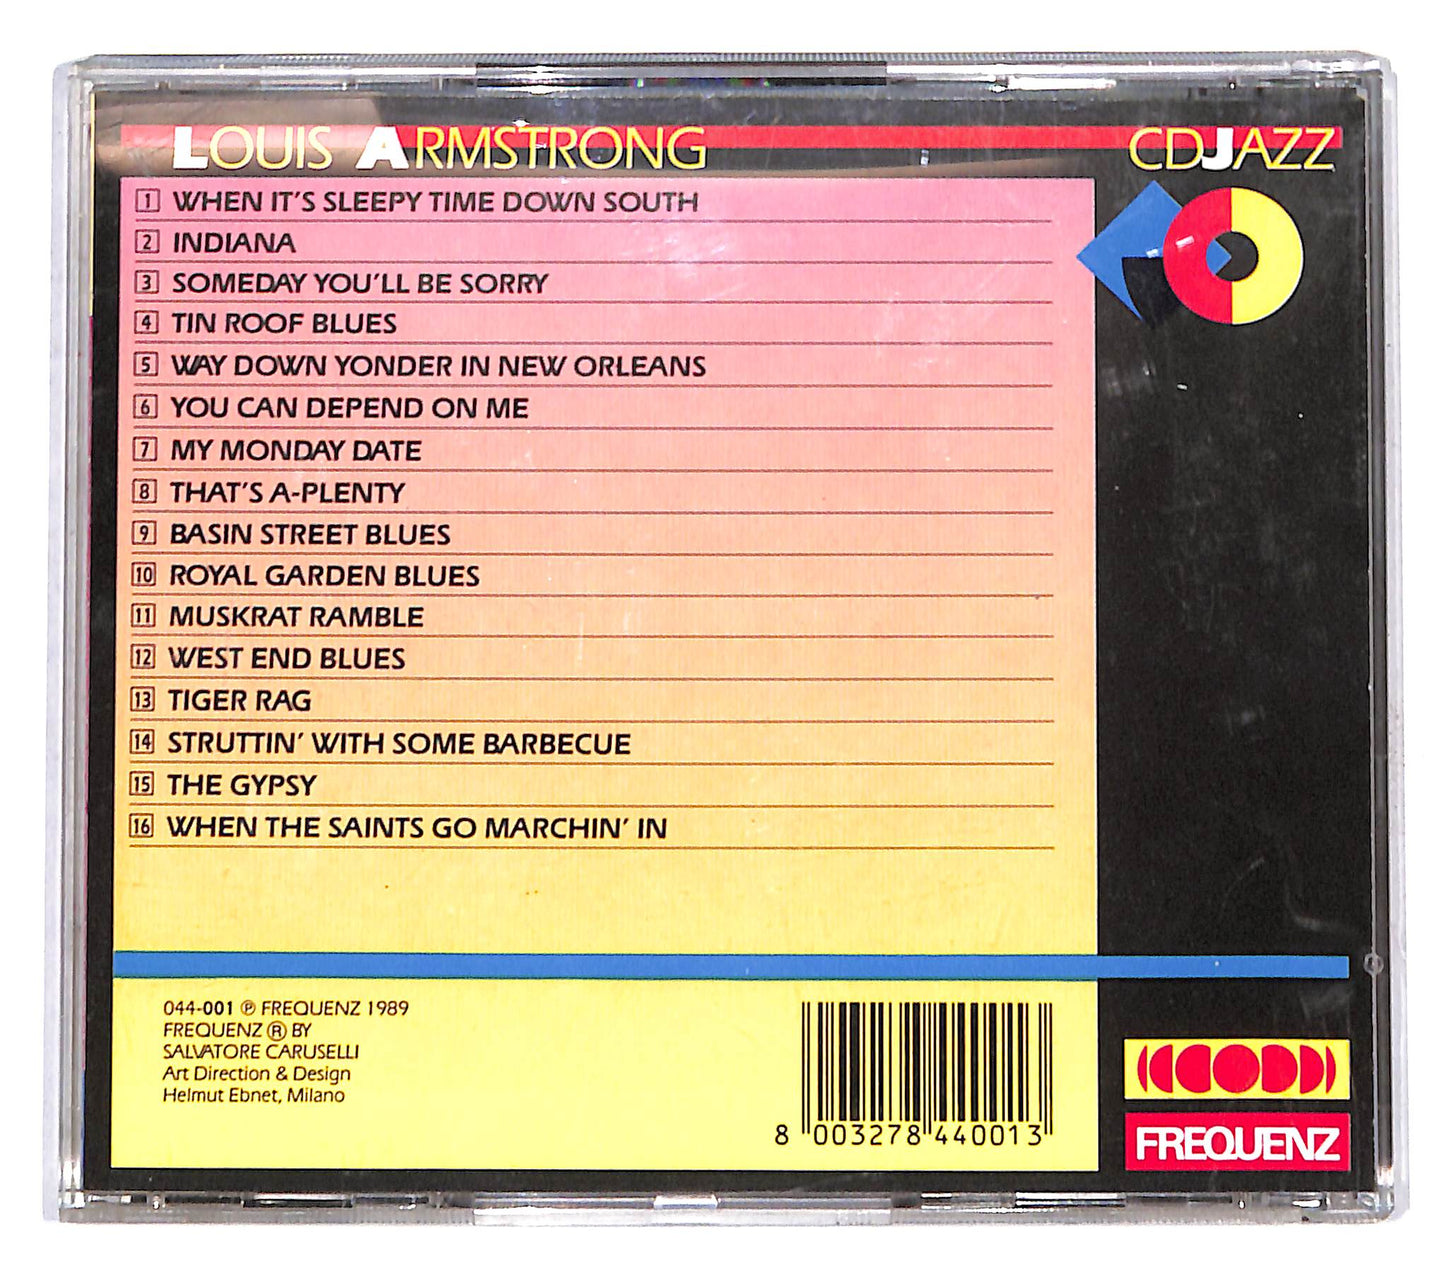 LOUIS ARMSTRONG
CDJAZZ
1 WHEN IT'S SLEEPY TIME DOWN SOUTH
2 INDIANA
3 SOMEDAY YOU'LL BE SORRY
4 TIN ROOF BLUES
5 WAY DOWN YONDER IN NEW ORLEANS
6 YOU CAN DEPEND ON ME
7 MY MONDAY DATE
8 THAT'S A-PLENTY
9 BASIN STREET BLUES
10 ROYAL GARDEN BLUES
11 MUSKRAT RAMBLE
12 WEST END BLUES
13 TIGER RAG
14 STRUTTIN' WITH SOME BARBECUE
15 THE GYPSY
16 WHEN THE SAINTS GO MARCHIN' IN
044-001 ℗ FREQUENZ 1989
FREQUENZ ® BY
SALVATORE CARUSELLI
Art Direction & Design
Helmut Ebnet, Milano
8 003278 440013
FREQUENZ